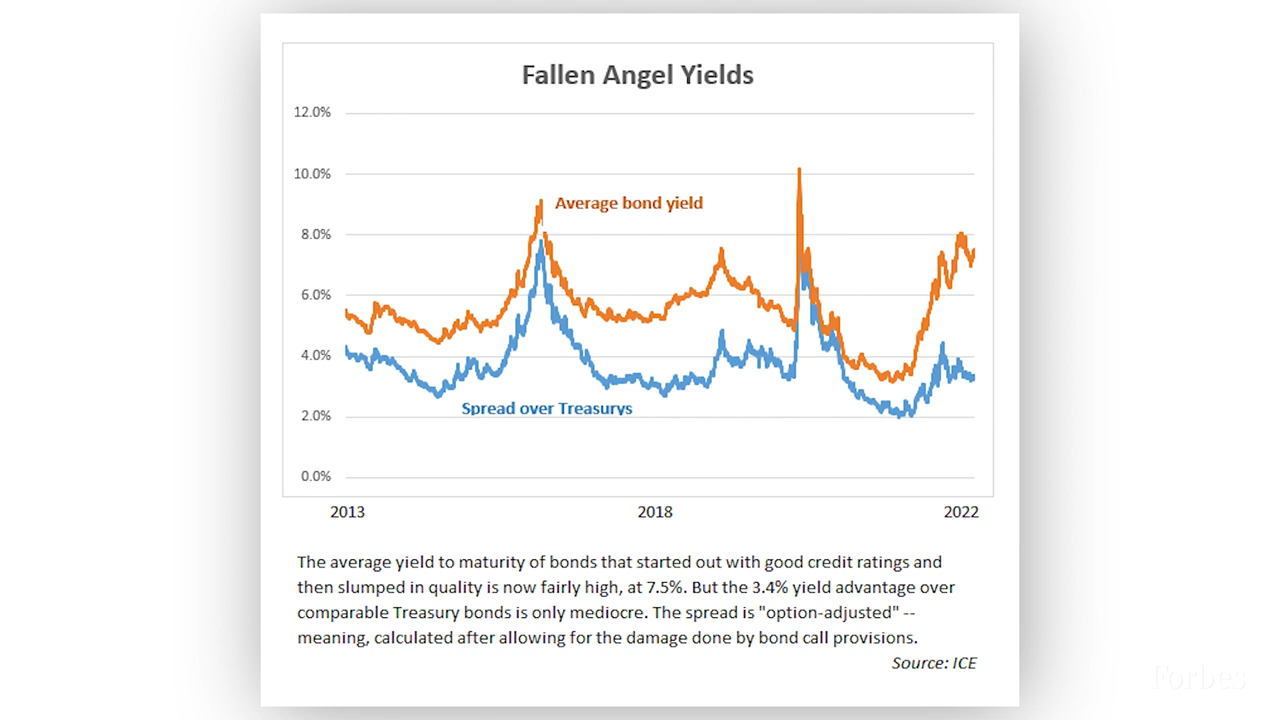 Fallen Angel Yields
12.0%
10.0%
8.0%
6.0%
4.0%
2.0%
0.0%
Average bond yield
Spread over Treasurys
2013
2018
2022
The average yield to maturity of bonds that started out with good credit ratings and
then slumped in quality is now fairly high, at 7.5%. But the 3.4% yield advantage over
comparable Treasury bonds is only mediocre. The spread is "option-adjusted" --
meaning, calculated after allowing for the damage done by bond call provisions.
Source: ICE
Forbes